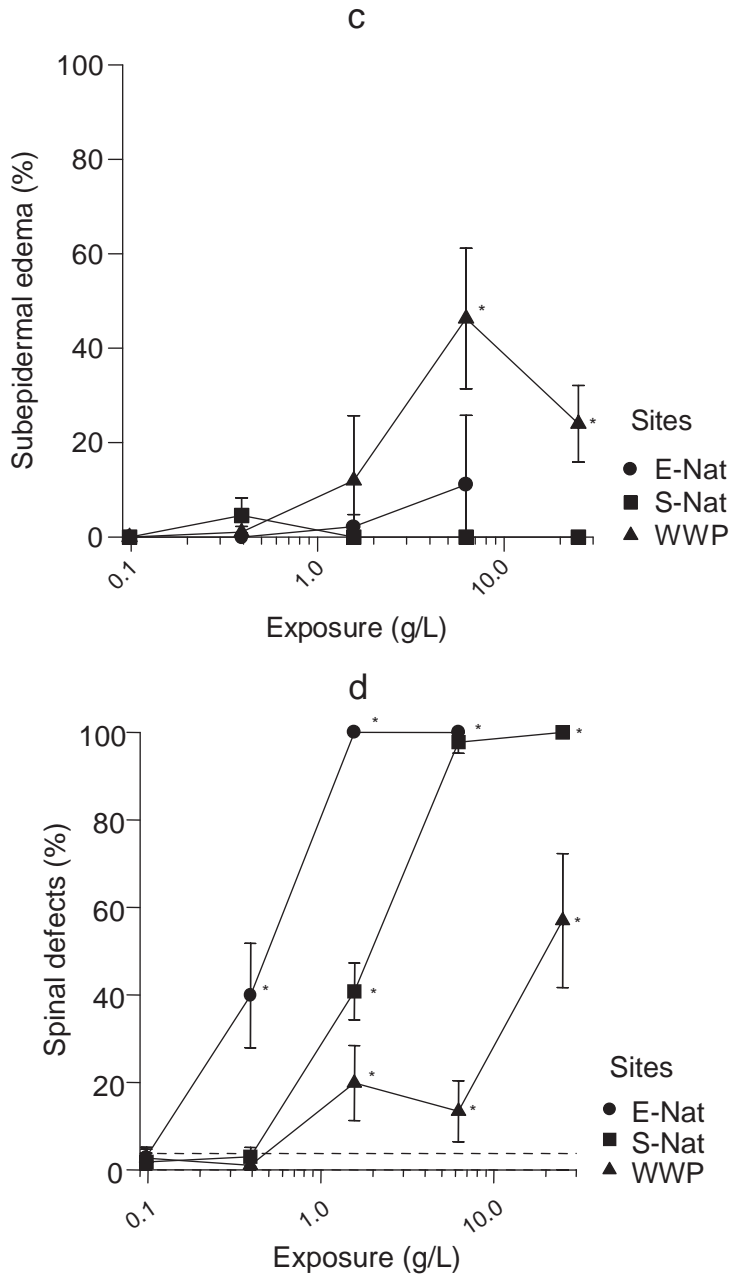 c
100
80
60
40
20
0
Subepidermal edema (%)
*
*
0.1
1.0
10.0
Exposure (g/L)
Sites
E-Nat
S-Nat
WWP
d
100
80
60
40
20
0
Spinal defects (%)
*
*
*
*
*
*
*
*
0.1
1.0
10.0
Exposure (g/L)
Sites
E-Nat
S-Nat
WWP